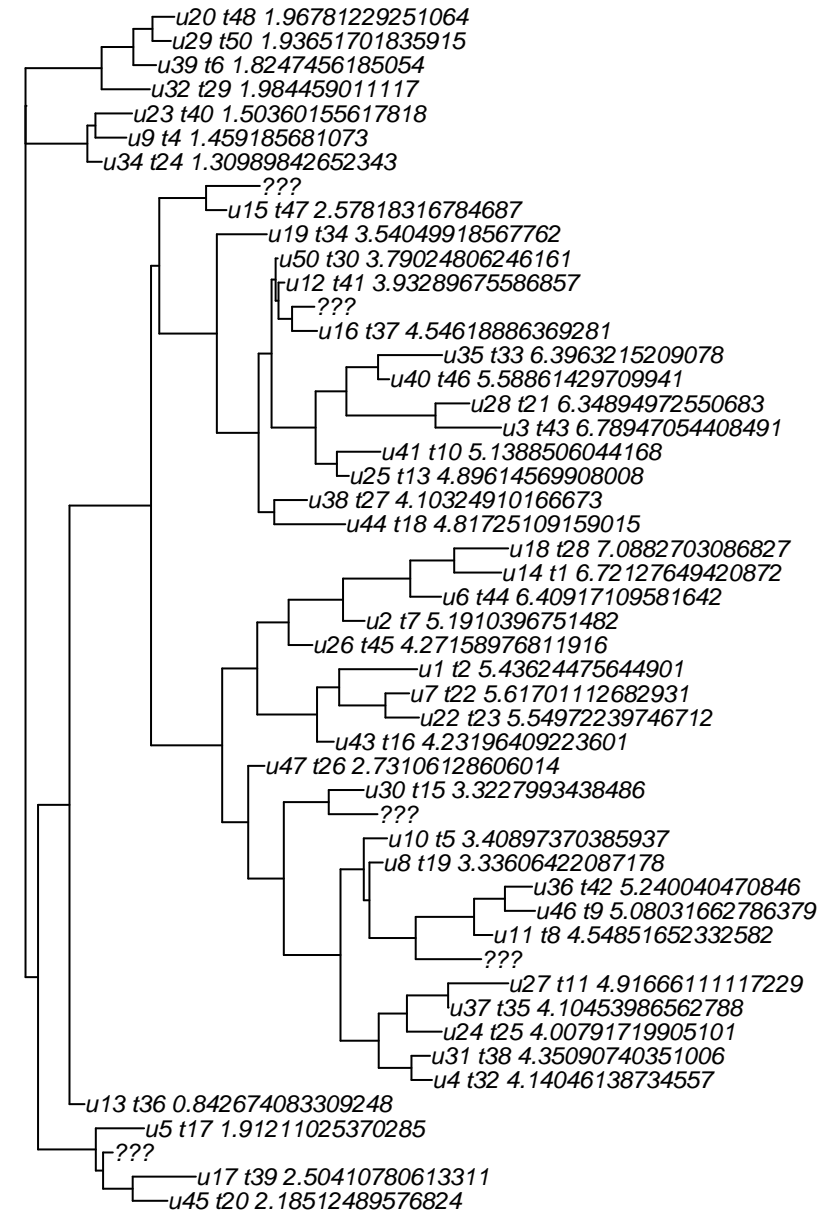 u20 t48 1.96781229251064
u29 t50 1.93651701835915
u39 t6 1.8247456185054
u32 t29 1.984459011117
u23 t40 1.50360155617818
u9 t4 1.459185681073
u34 t24 1.30989842652343
???
u15 t47 2.57818316784687
u19 t34 3.54049918567762
u50 t30 3.79024806246161
u12 t41 3.93289675586857
???
u16 t37 4.54618886369281
u35 t33 6.3963215209078
u40 t46 5.58861429709941
u28 t21 6.34894972550683
u3 t43 6.78947054408491
u41 t10 5.1388506044168
u25 t13 4.89614569908008
u38 t27 4.10324910166673
u44 t18 4.81725109159015
u18 t28 7.0882703086827
u14 t1 6.72127649420872
u6 t44 6.40917109581642
u2 t7 5.1910396751482
u26 t45 4.27158976811916
u1 t2 5.43624475644901
u7 t22 5.61701112682931
u22 t23 5.54972239746712
u43 t16 4.23196409223601
u47 t26 2.73106128606014
u30 t15 3.3227993438486
???
u10 t5 3.40897370385937
u8 t19 3.33606422087178
u36 t42 5.240040470846
u46 t9 5.08031662786379
u11 t8 4.54851652332582
???
u27 t11 4.91666111117229
u37 t35 4.10453986562788
u24 t25 4.00791719905101
u31 t38 4.35090740351006
u4 t32 4.14046138734557
u13 t36 0.842674083309248
u5 t17 1.91211025370285
???
u17 t39 2.50410780613311
u45 t20 2.18512489576824